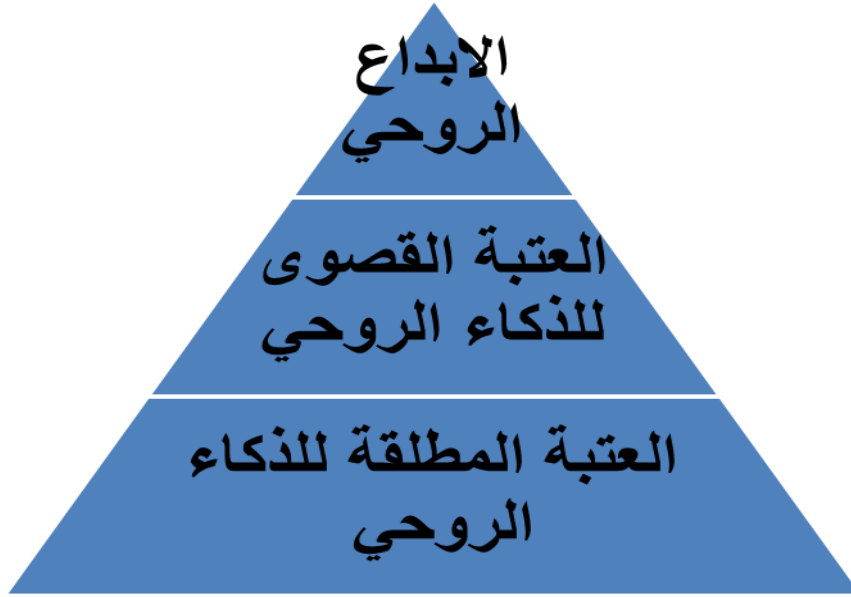 الابداع
الروحي
العتبة القصوى
للذكاء الروحي
العتبة المطلقة للذكاء
الروحي